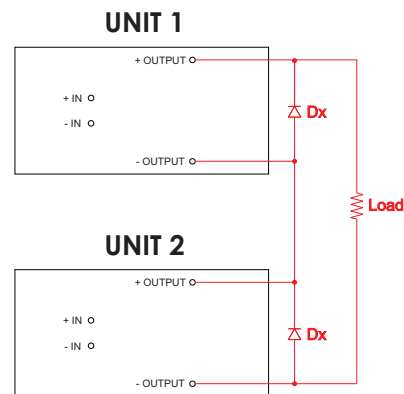 UNIT 1
+ OUTPUT
+ IN
Dx
- IN
- OUTPUT
Load
UNIT 2
+ OUTPUT
+ IN
Dx
- IN
- OUTPUT